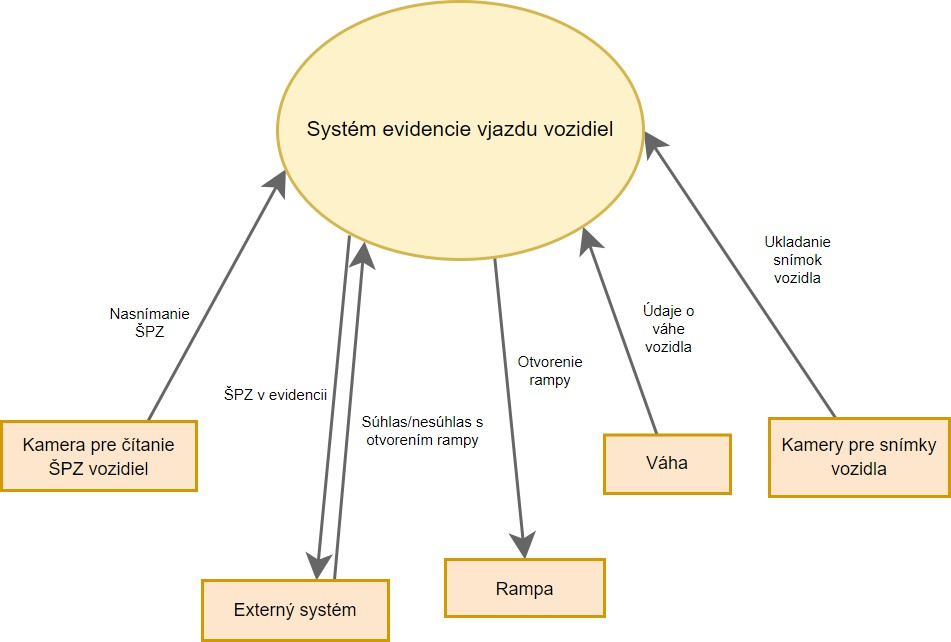 Systém evidencie vjazdu vozidiel
Ukladanie
snímok
vozidla
Nasnímanie
ŠPZ
Údaje o
váhe
vozidla
Otvorenie
rampy
ŠPZ v evidencii
Súhlas/nesúhlas s
otvorením rampy
Kamera pre čítanie
ŠPZ vozidiel
Váha
Kamery pre snímky
vozidla
Externý systém
Rampa